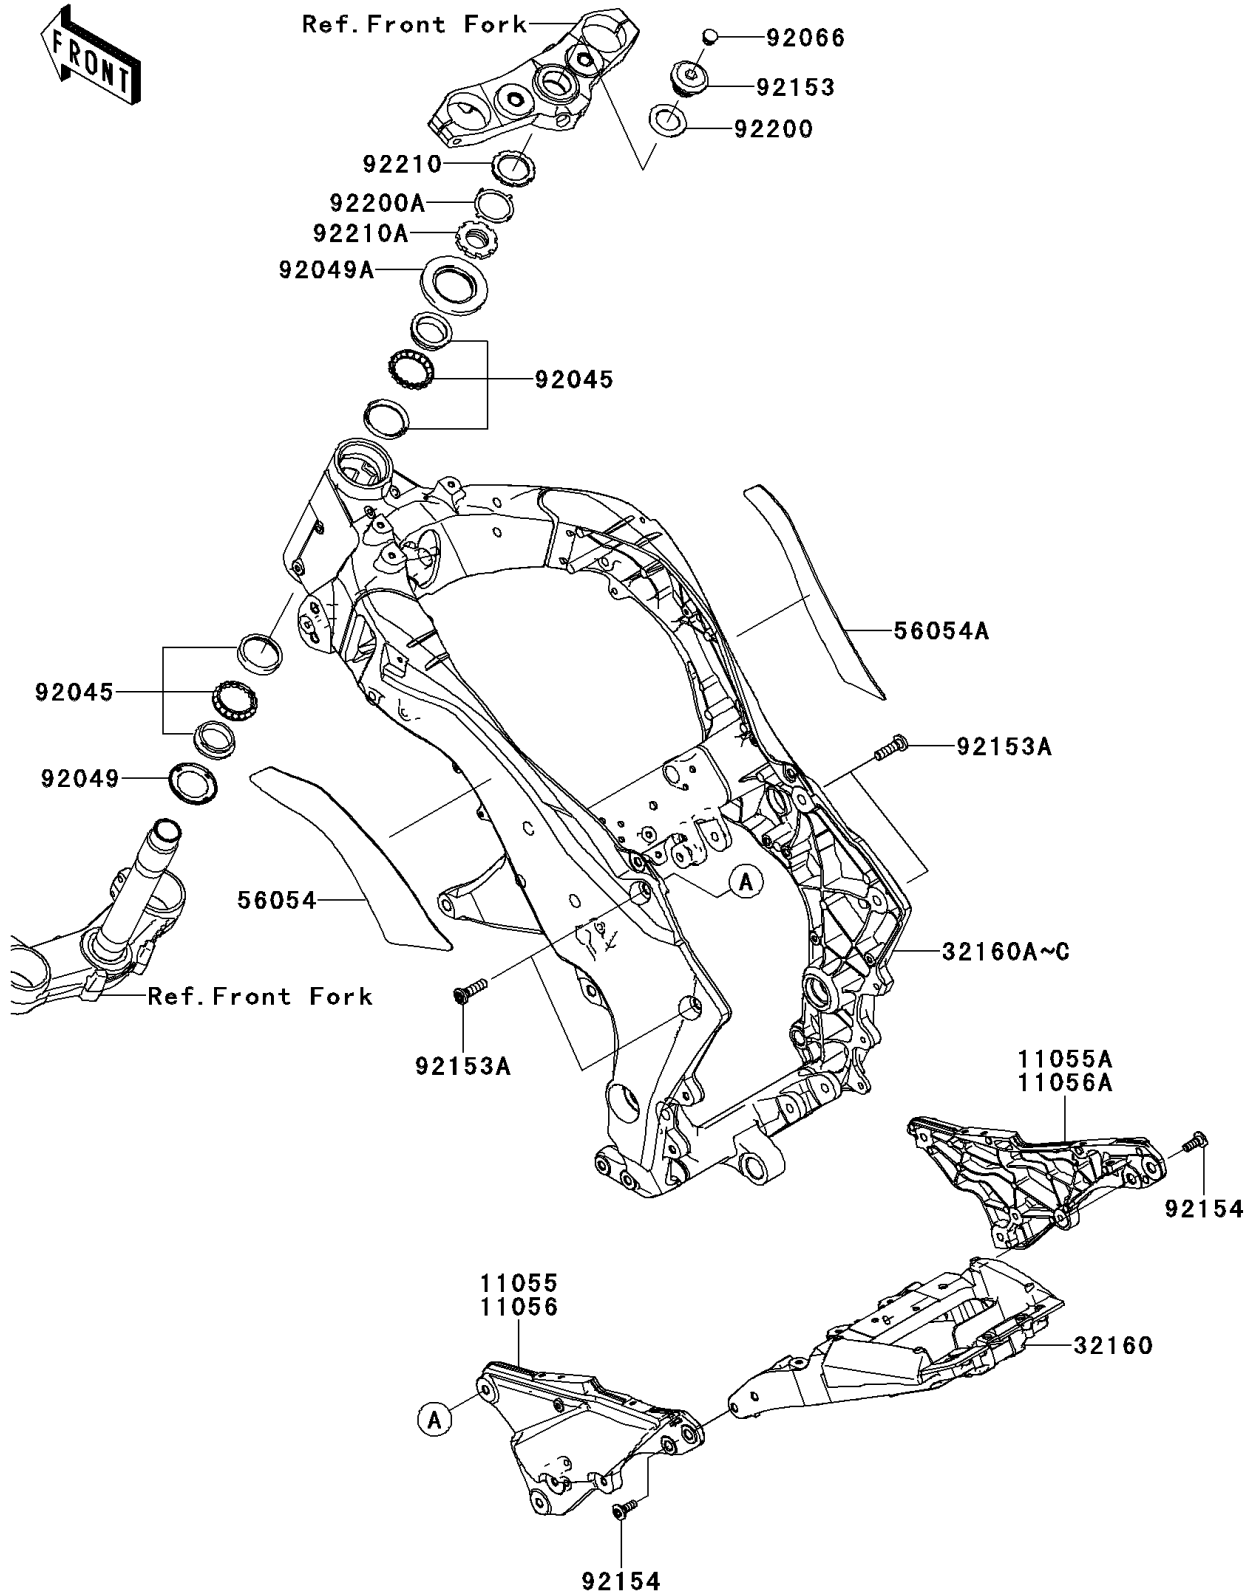 Ref.Front Fork
92066
FRONT
92153
92200
92210
92200A
92210A
92049A
92045
56054A
92045
92153A
92049
A
56054
32160A~C
Ref.Front Fork
92153A
11055A
11056A
92154
11055
11056
32160
A
92154